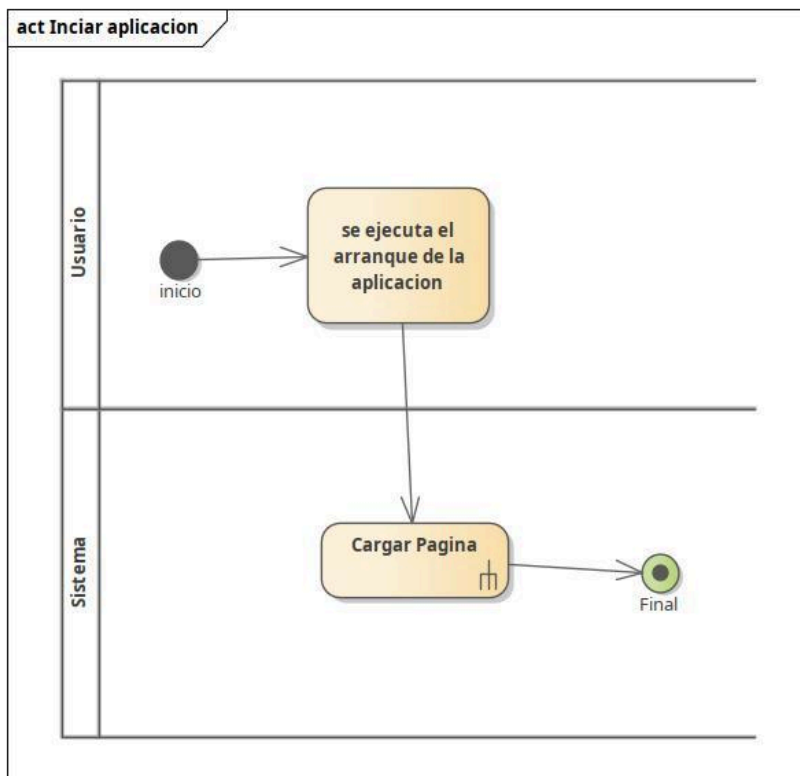 act Inciar aplicacion
Usuario
inicio
se ejecuta el
arranque de la
aplicacion
Sistema
Cargar Pagina
Final